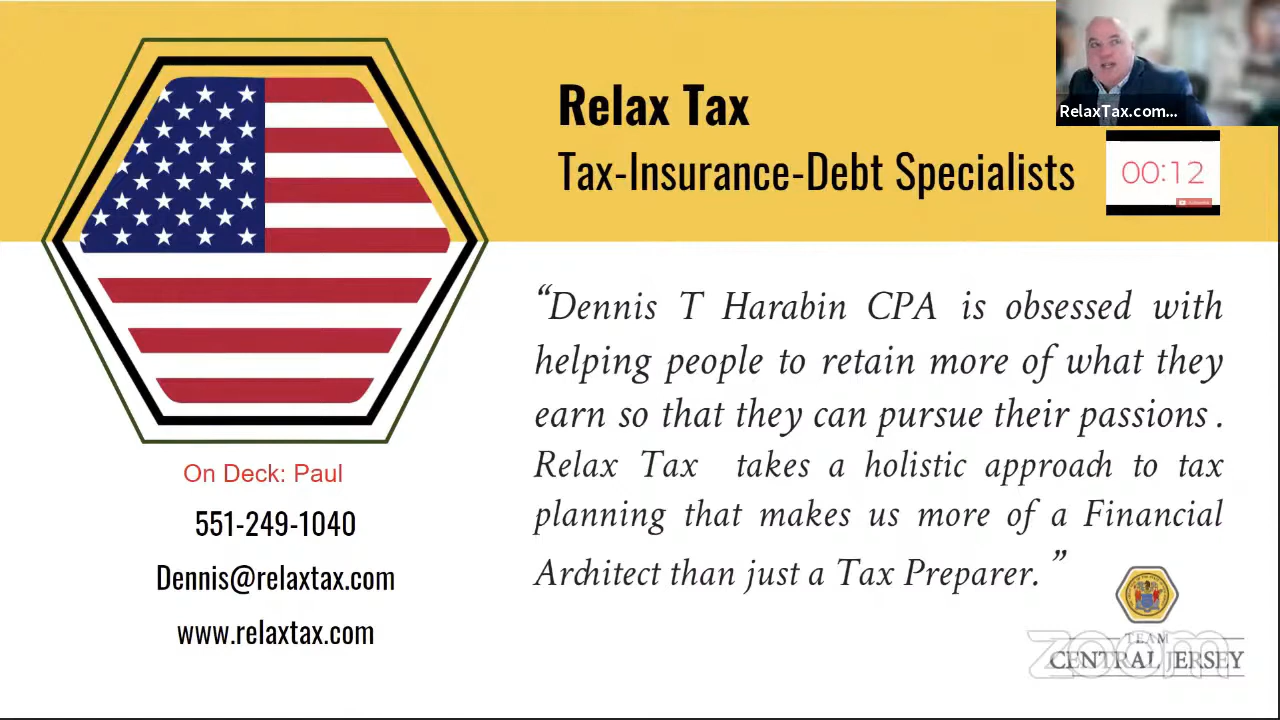 Relax Tax
Tax-Insurance-Debt Specialists
RelaxTax.com...
00:12
“Dennis T Harabin CPA is obsessed with
helping people to retain more of what they
earn so that they can pursue their passions .
Relax Tax takes a holistic approach to tax
planning that makes us more of a Financial
Architect than just a Tax Preparer. ”
On Deck: Paul
551-249-1040
Dennis@relaxtax.com
www.relaxtax.com
TEAM
CENTRAL JERSEY
zoom